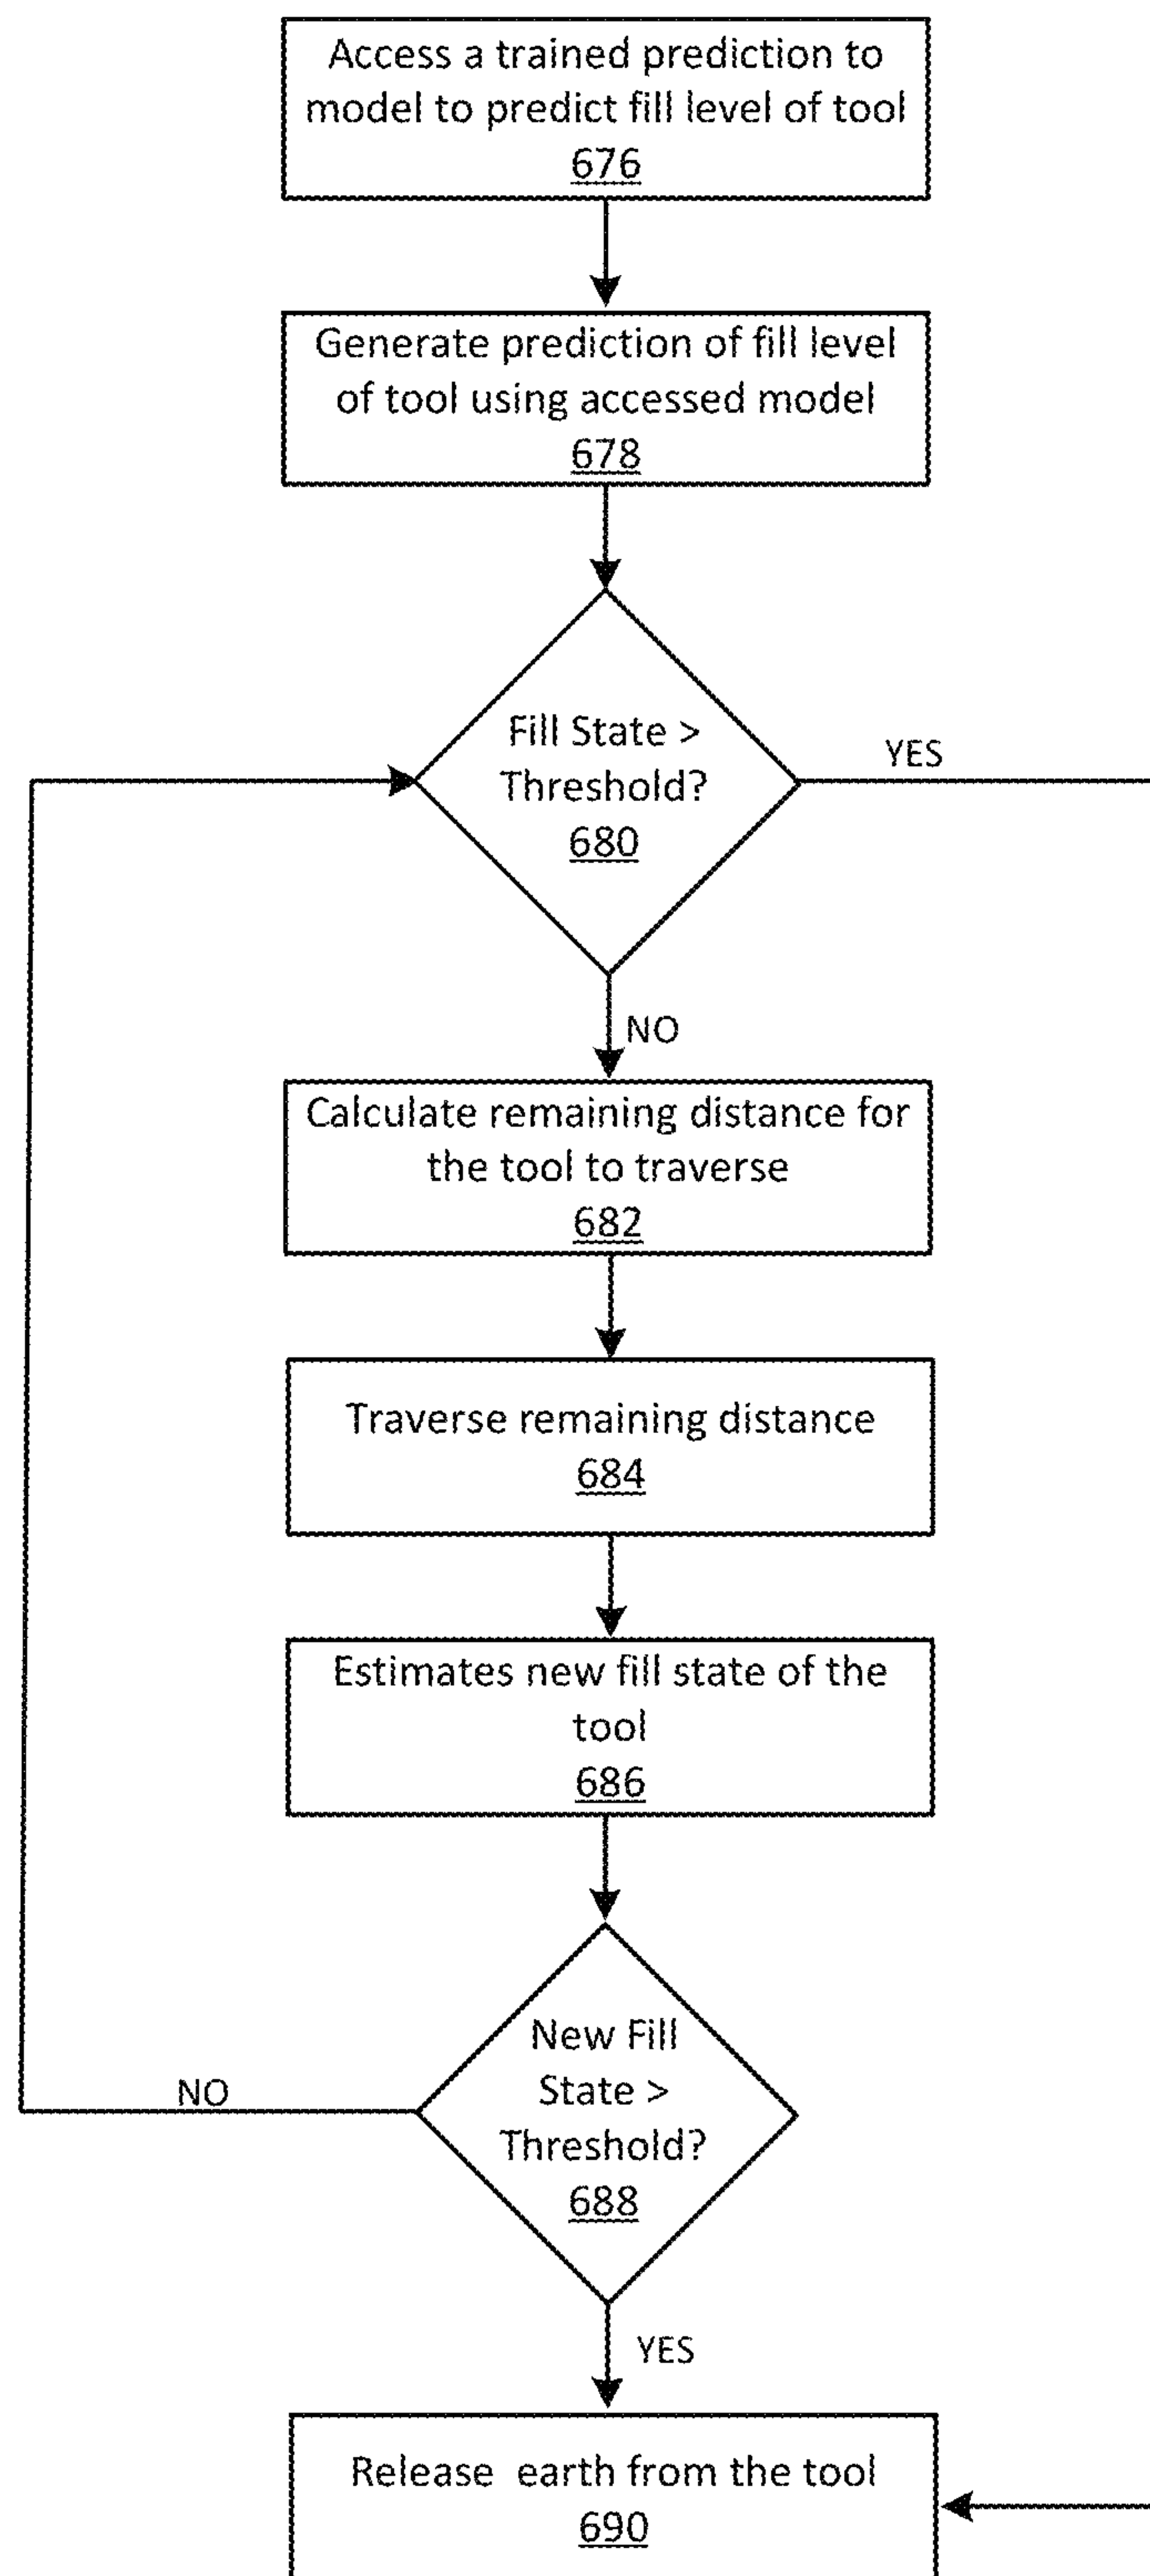 Access a trained prediction to
model to predict fill level of tool
676
Generate prediction of fill level
of tool using accessed model
678
Fill State >
Threshold?
680
YES
NO
Calculate remaining distance for
the tool to traverse
682
Traverse remaining distance
684
Estimates new fill state of the
tool
686
New Fill
State >
Threshold?
688
NO
YES
Release earth from the tool
690